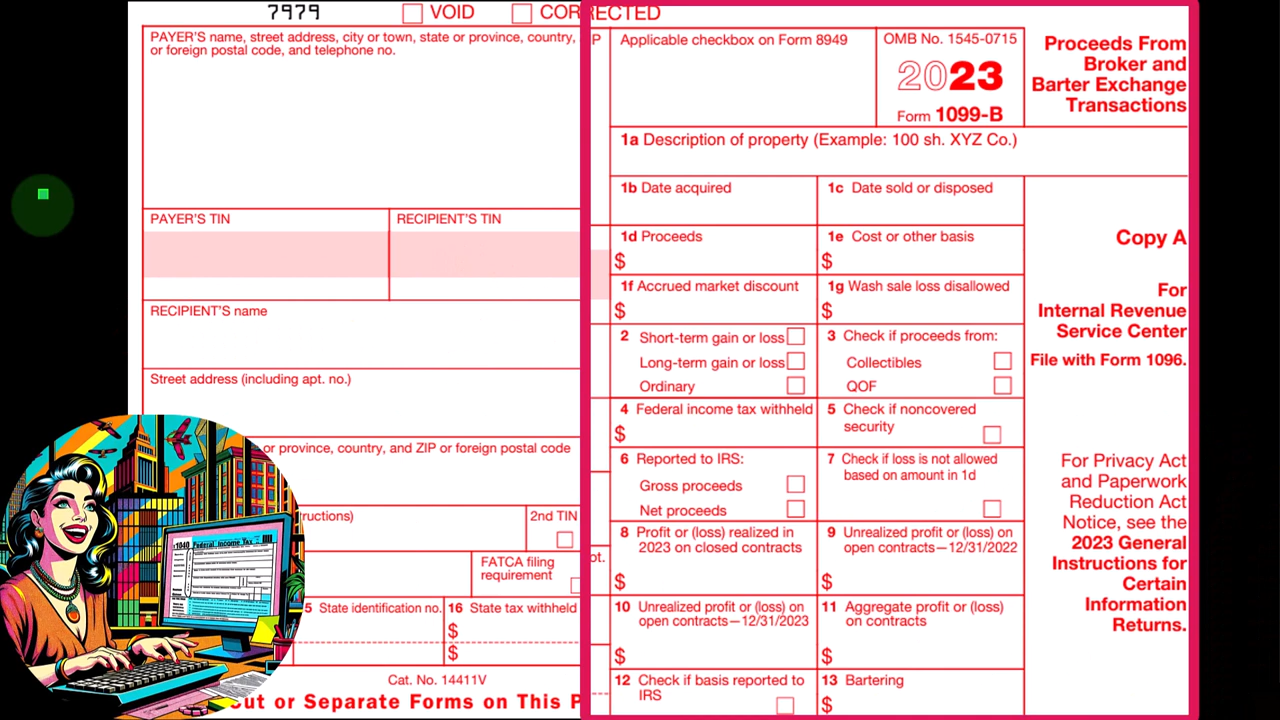 7979
VOID
CORRECTED
PAYER'S name, street address, city or town, state or province, country,
or foreign postal code, and telephone no.
PAYER'S TIN
RECIPIENT'S TIN
RECIPIENT'S name
Street address (including apt. no.)
or province, country, and ZIP or foreign postal code
2nd TIN
FATCA filing
requirement
5 State identification no.
16 State tax withheld
$
$
Cat. No. 14411V
ut or Separate Forms on This P
P
Applicable checkbox on Form 8949
OMB No. 1545-0715
2023
Form 1099-B
Proceeds From
Broker and
Barter Exchange
Transactions
1a Description of property (Example: 100 sh. XYZ Co.)
1b Date acquired
1c Date sold or disposed
1d Proceeds
$
1e Cost or other basis
$
1f Accrued market discount
$
1g Wash sale loss disallowed
$
2 Short-term gain or loss
Long-term gain or loss
Ordinary
3 Check if proceeds from:
Collectibles
QOF
4 Federal income tax withheld
$
5 Check if noncovered
security
6 Reported to IRS:
Gross proceeds
Net proceeds
7 Check if loss is not allowed
based on amount in 1d
8 Profit or (loss) realized in
2023 on closed contracts
$
9 Unrealized profit or (loss) on
open contracts—12/31/2022
$
10 Unrealized profit or (loss) on
open contracts—12/31/2023
$
11 Aggregate profit or (loss)
on contracts
$
12 Check if basis reported to
IRS
13 Bartering
$
Copy A
For
Internal Revenue
Service Center
File with Form 1096.
For Privacy Act
and Paperwork
Reduction Act
Notice, see the
2023 General
Instructions for
Certain
Information
Returns.
1040 Federal Income Tax